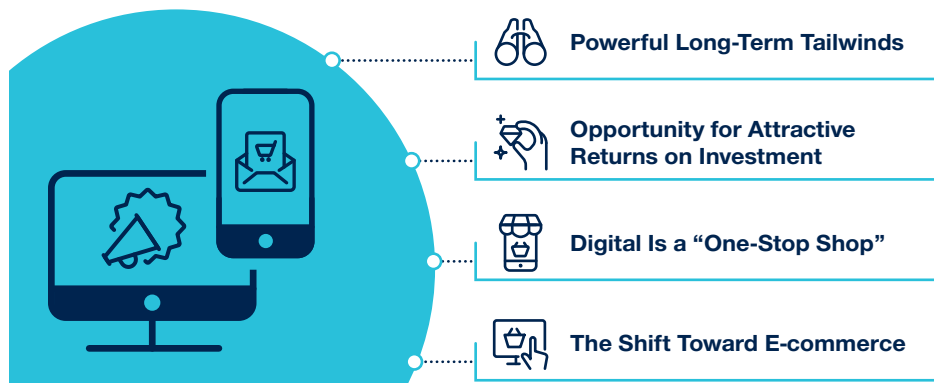 Powerful Long-Term Tailwinds
Opportunity for Attractive
Returns on Investment
Digital Is a “One-Stop Shop”
The Shift Toward E-commerce